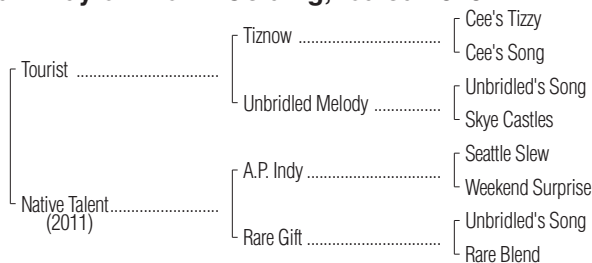 Cee's Tizzy
Tiznow ..........................................
Cee's Song
Tourist ..........................................
Unbridled's Song
Unbridled Melody ....................
Skye Castles
Seattle Slew
A.P. Indy ........................................
Weekend Surprise
Native Talent................................
(2011)
Unbridled's Song
Rare Gift ........................................
Rare Blend